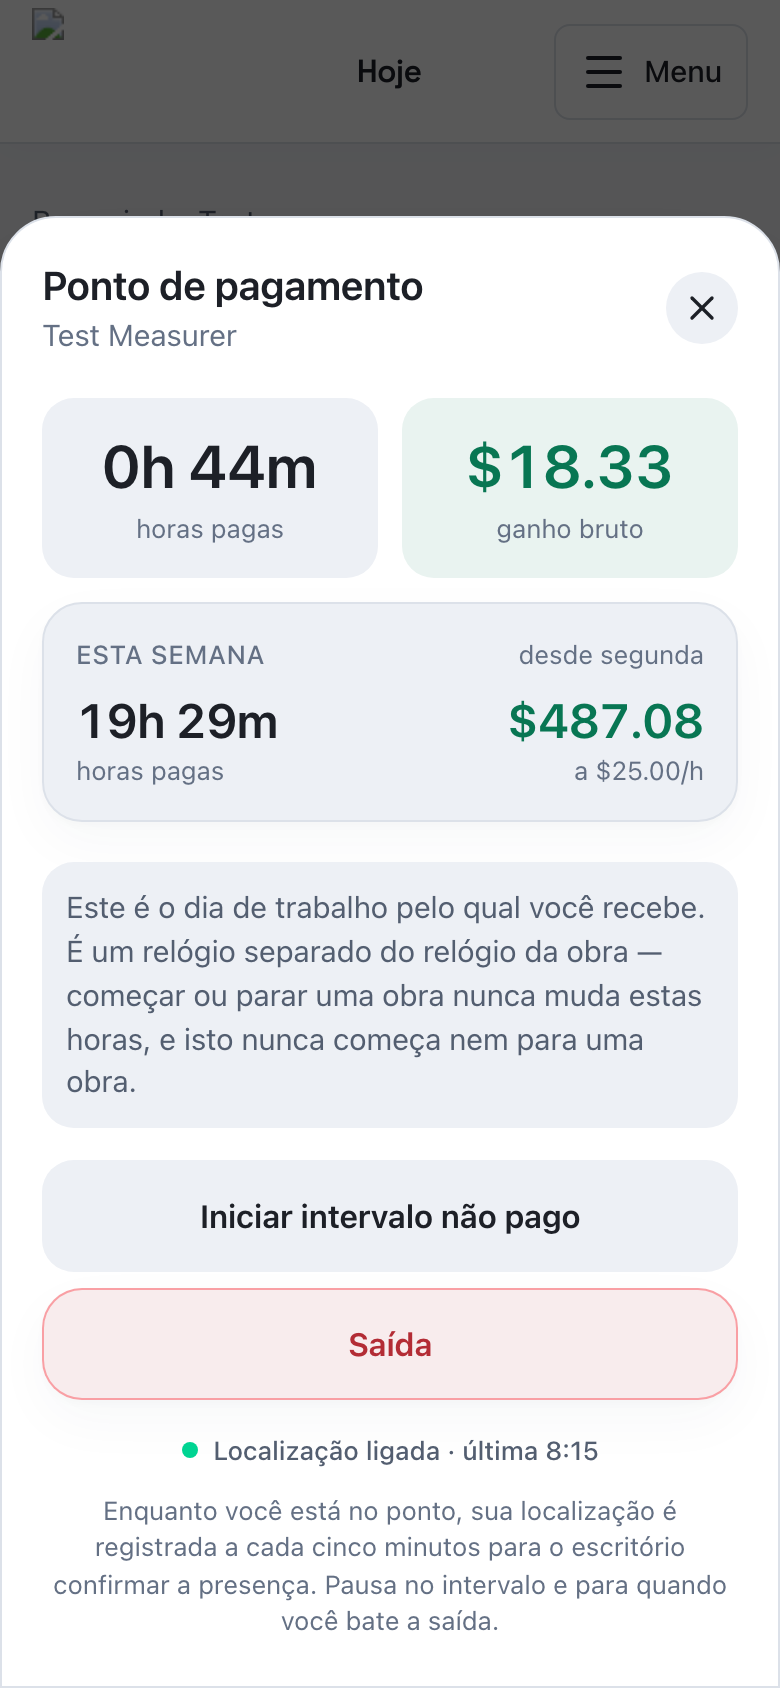 Hoje
Menu
Ponto de pagamento
Test Measurer
0h 44m
horas pagas
$18.33
ganho bruto
ESTA SEMANA
desde segunda
19h 29m
$487.08
horas pagas
a $25.00/h
Este é o dia de trabalho pelo qual você recebe.
É um relógio separado do relógio da obra —
começar ou parar uma obra nunca muda estas
horas, e isto nunca começa nem para uma
obra.
Iniciar intervalo não pago
Saída
Localização ligada · última 8:15
Enquanto você está no ponto, sua localização é
registrada a cada cinco minutos para o escritório
confirmar a presença. Pausa no intervalo e para quando
você bate a saída.